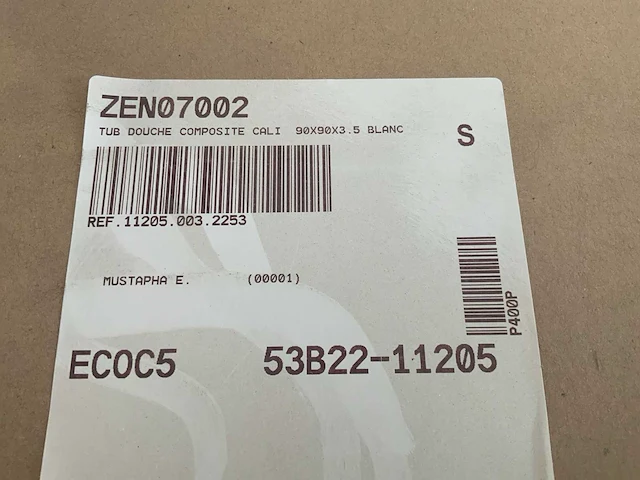 ZEN07002
TUB DOUCHE COMPOSITE CALI 90X90X3.5 BLANC
S
REF.11205.003.2253
MUSTAPHA E. (00001)
P400P
ECOC5 53B22-11205